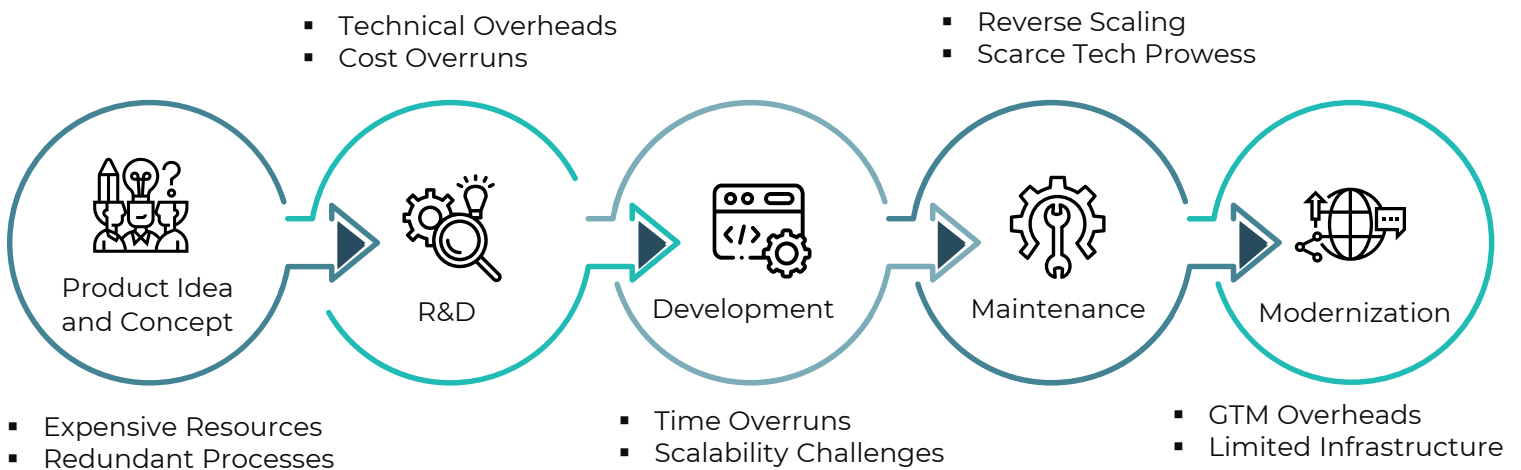 ▪ Technical Overheads
▪ Cost Overruns
▪ Reverse Scaling
▪ Scarce Tech Prowess
Product Idea
and Concept
R&D
</>
Development
Maintenance
Modernization
▪ Expensive Resources
▪ Redundant Processes
▪ Time Overruns
▪ Scalability Challenges
▪ GTM Overheads
▪ Limited Infrastructure